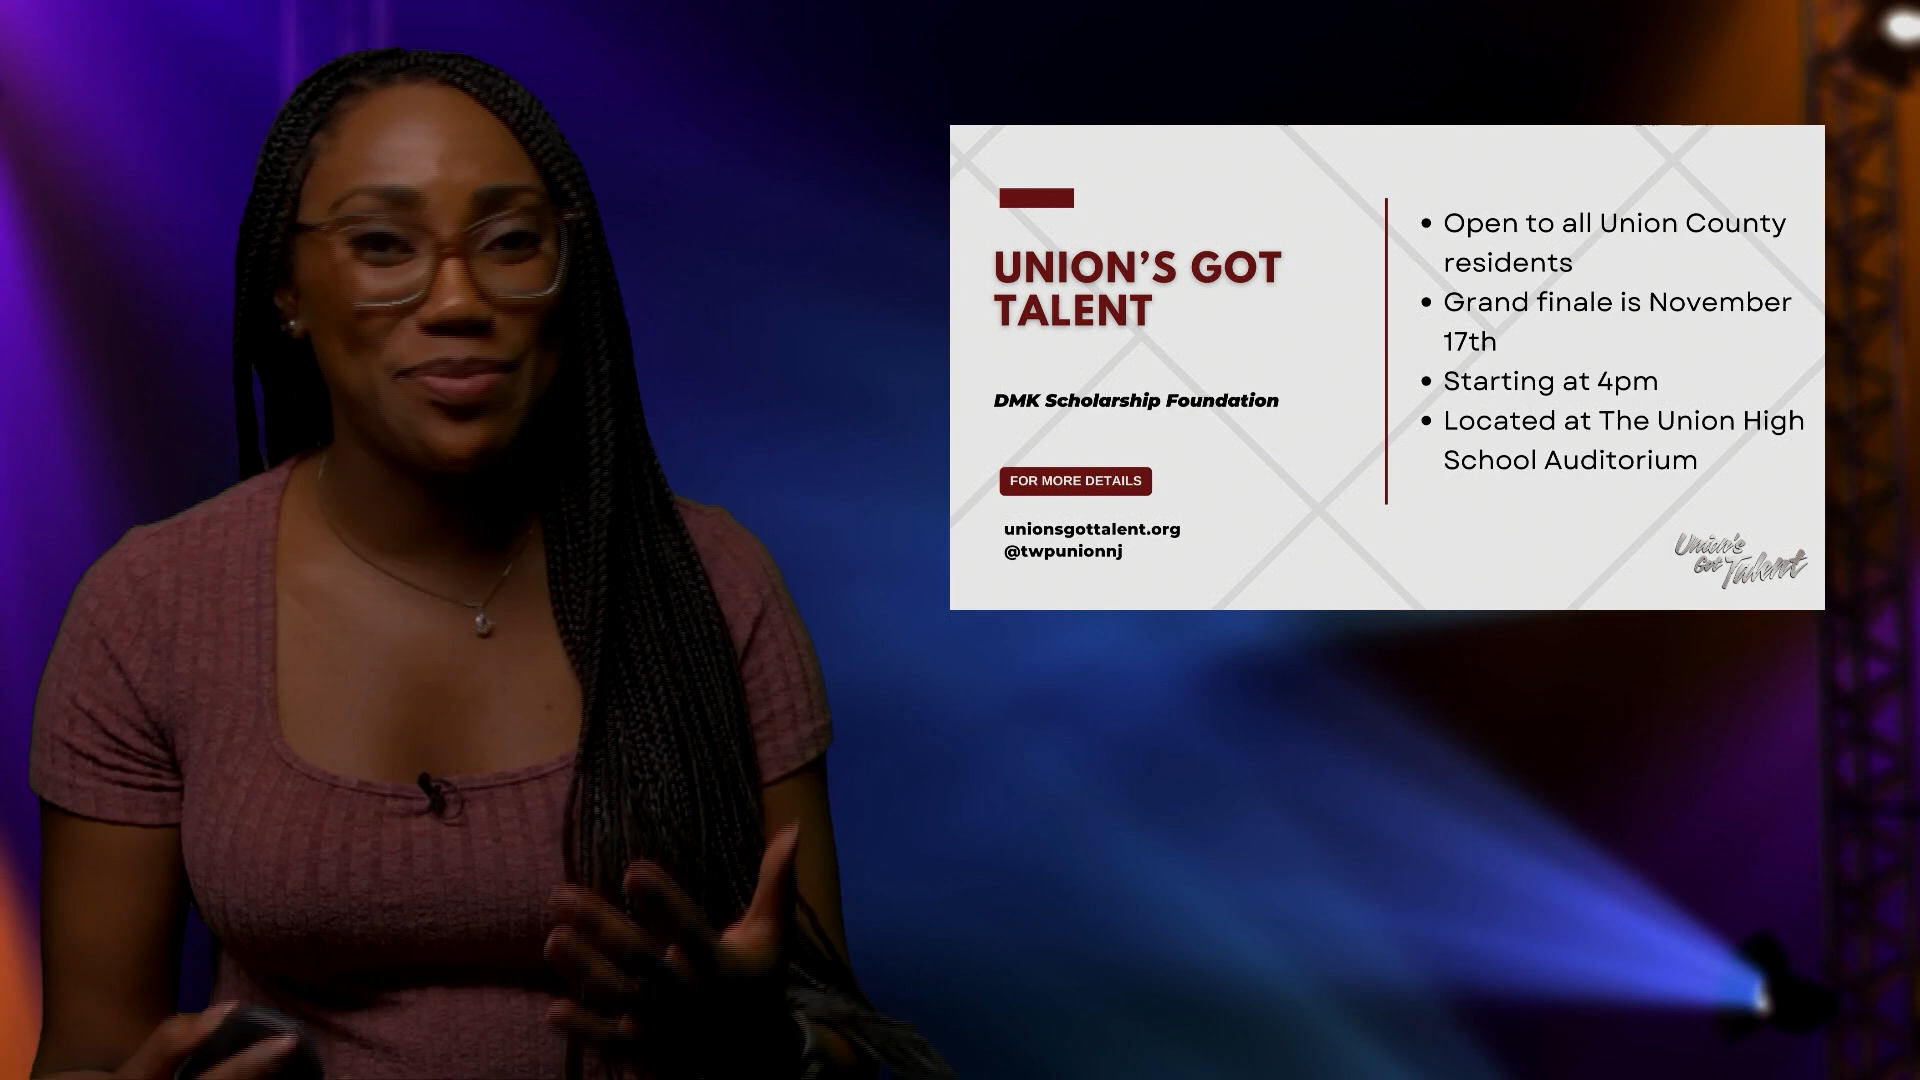 UNION’S GOT
TALENT
DMK Scholarship Foundation
FOR MORE DETAILS
unionsgottalent.org
@twpunionnj
• Open to all Union County
residents
• Grand finale is November
17th
• Starting at 4pm
• Located at The Union High
School Auditorium
Union's
Got Talent